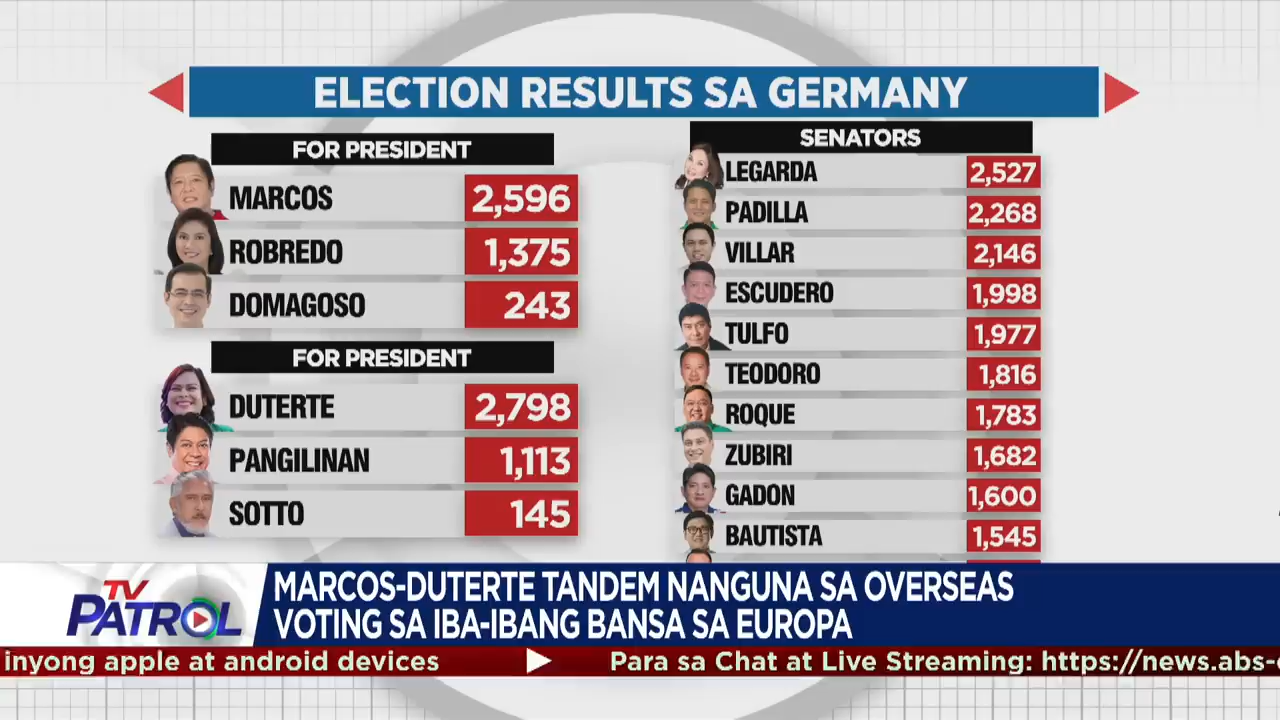 ELECTION RESULTS SA GERMANY
FOR PRESIDENT
MARCOS 2,596
ROBREDO 1,375
DOMAGOSO 243
FOR PRESIDENT
DUTERTE 2,798
PANGILINAN 1,113
SOTTO 145
SENATORS
LEGARDA 2,527
PADILLA 2,268
VILLAR 2,146
ESCUDERO 1,998
TULFO 1,977
TEODORO 1,816
ROQUE 1,783
ZUBIRI 1,682
GADON 1,600
BAUTISTA 1,545
TV PATROL
MARCOS-DUTERTE TANDEM NANGUNA SA OVERSEAS
VOTING SA IBA-IBANG BANSA SA EUROPA
inyong apple at android devices Para sa Chat at Live Streaming: https://news.abs-